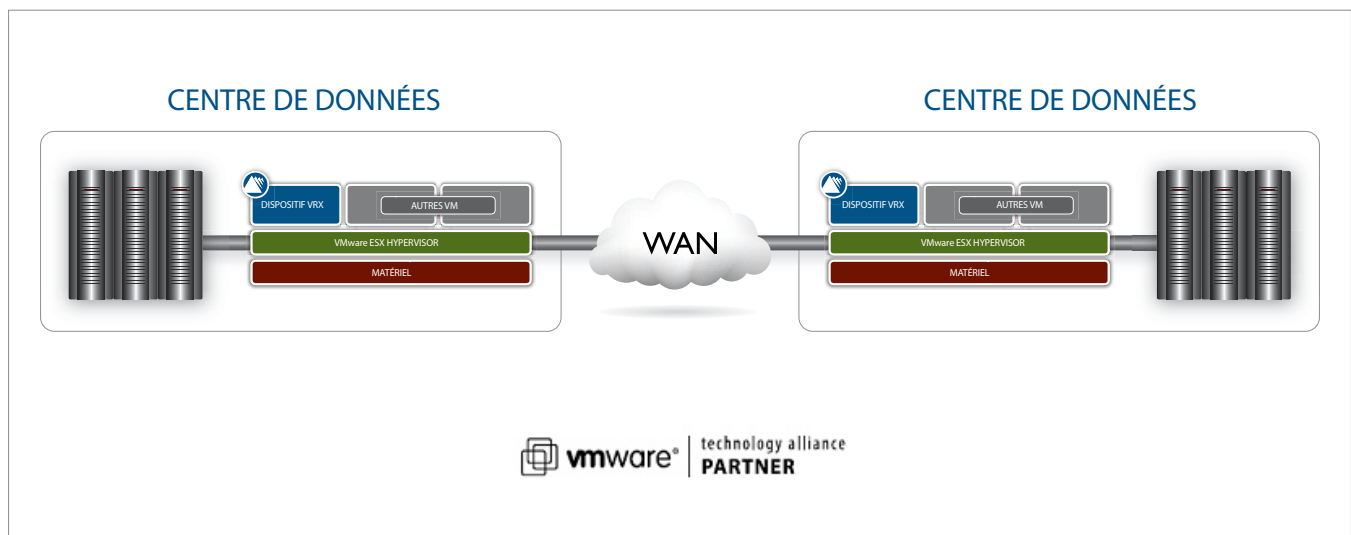 CENTRE DE DONNÉES
DISPOSITIF VRX
AUTRES VM
VMware ESX HYPERVISOR
MATÉRIEL
WAN
CENTRE DE DONNÉES
DISPOSITIF VRX
AUTRES VM
VMware ESX HYPERVISOR
MATÉRIEL
vmware®
technology alliance
PARTNER